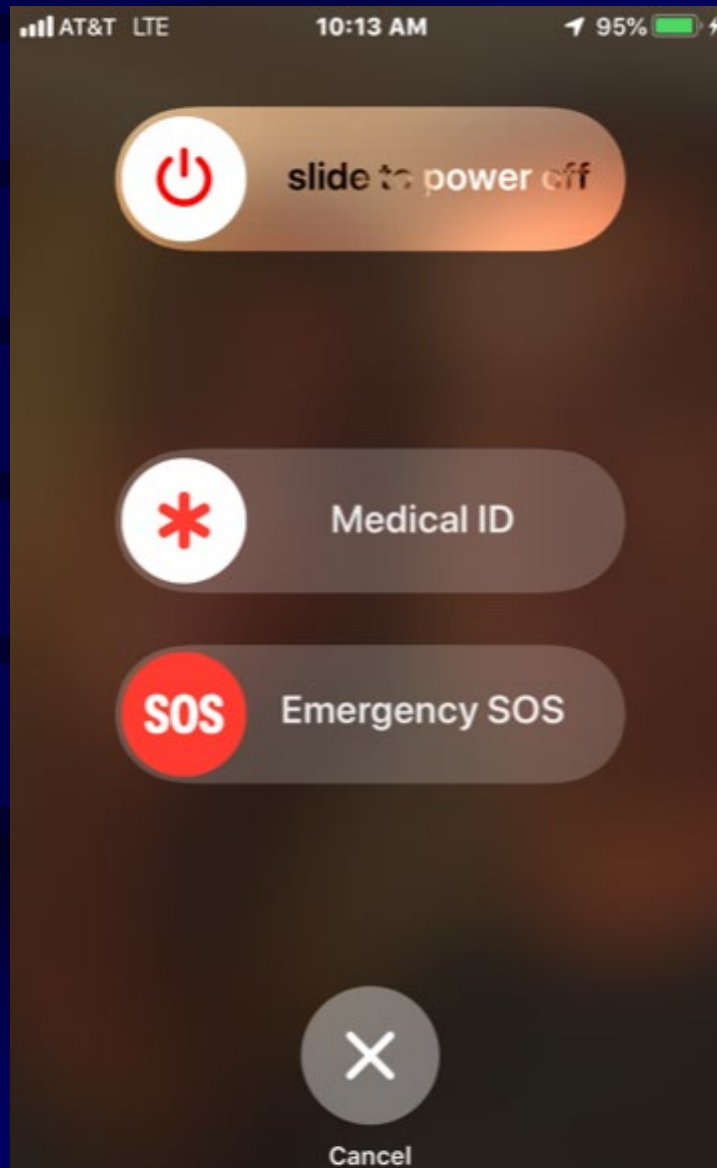 AT&T LTE 10:13 AM 95%
slide to power off
Medical ID
SOS Emergency SOS
Cancel